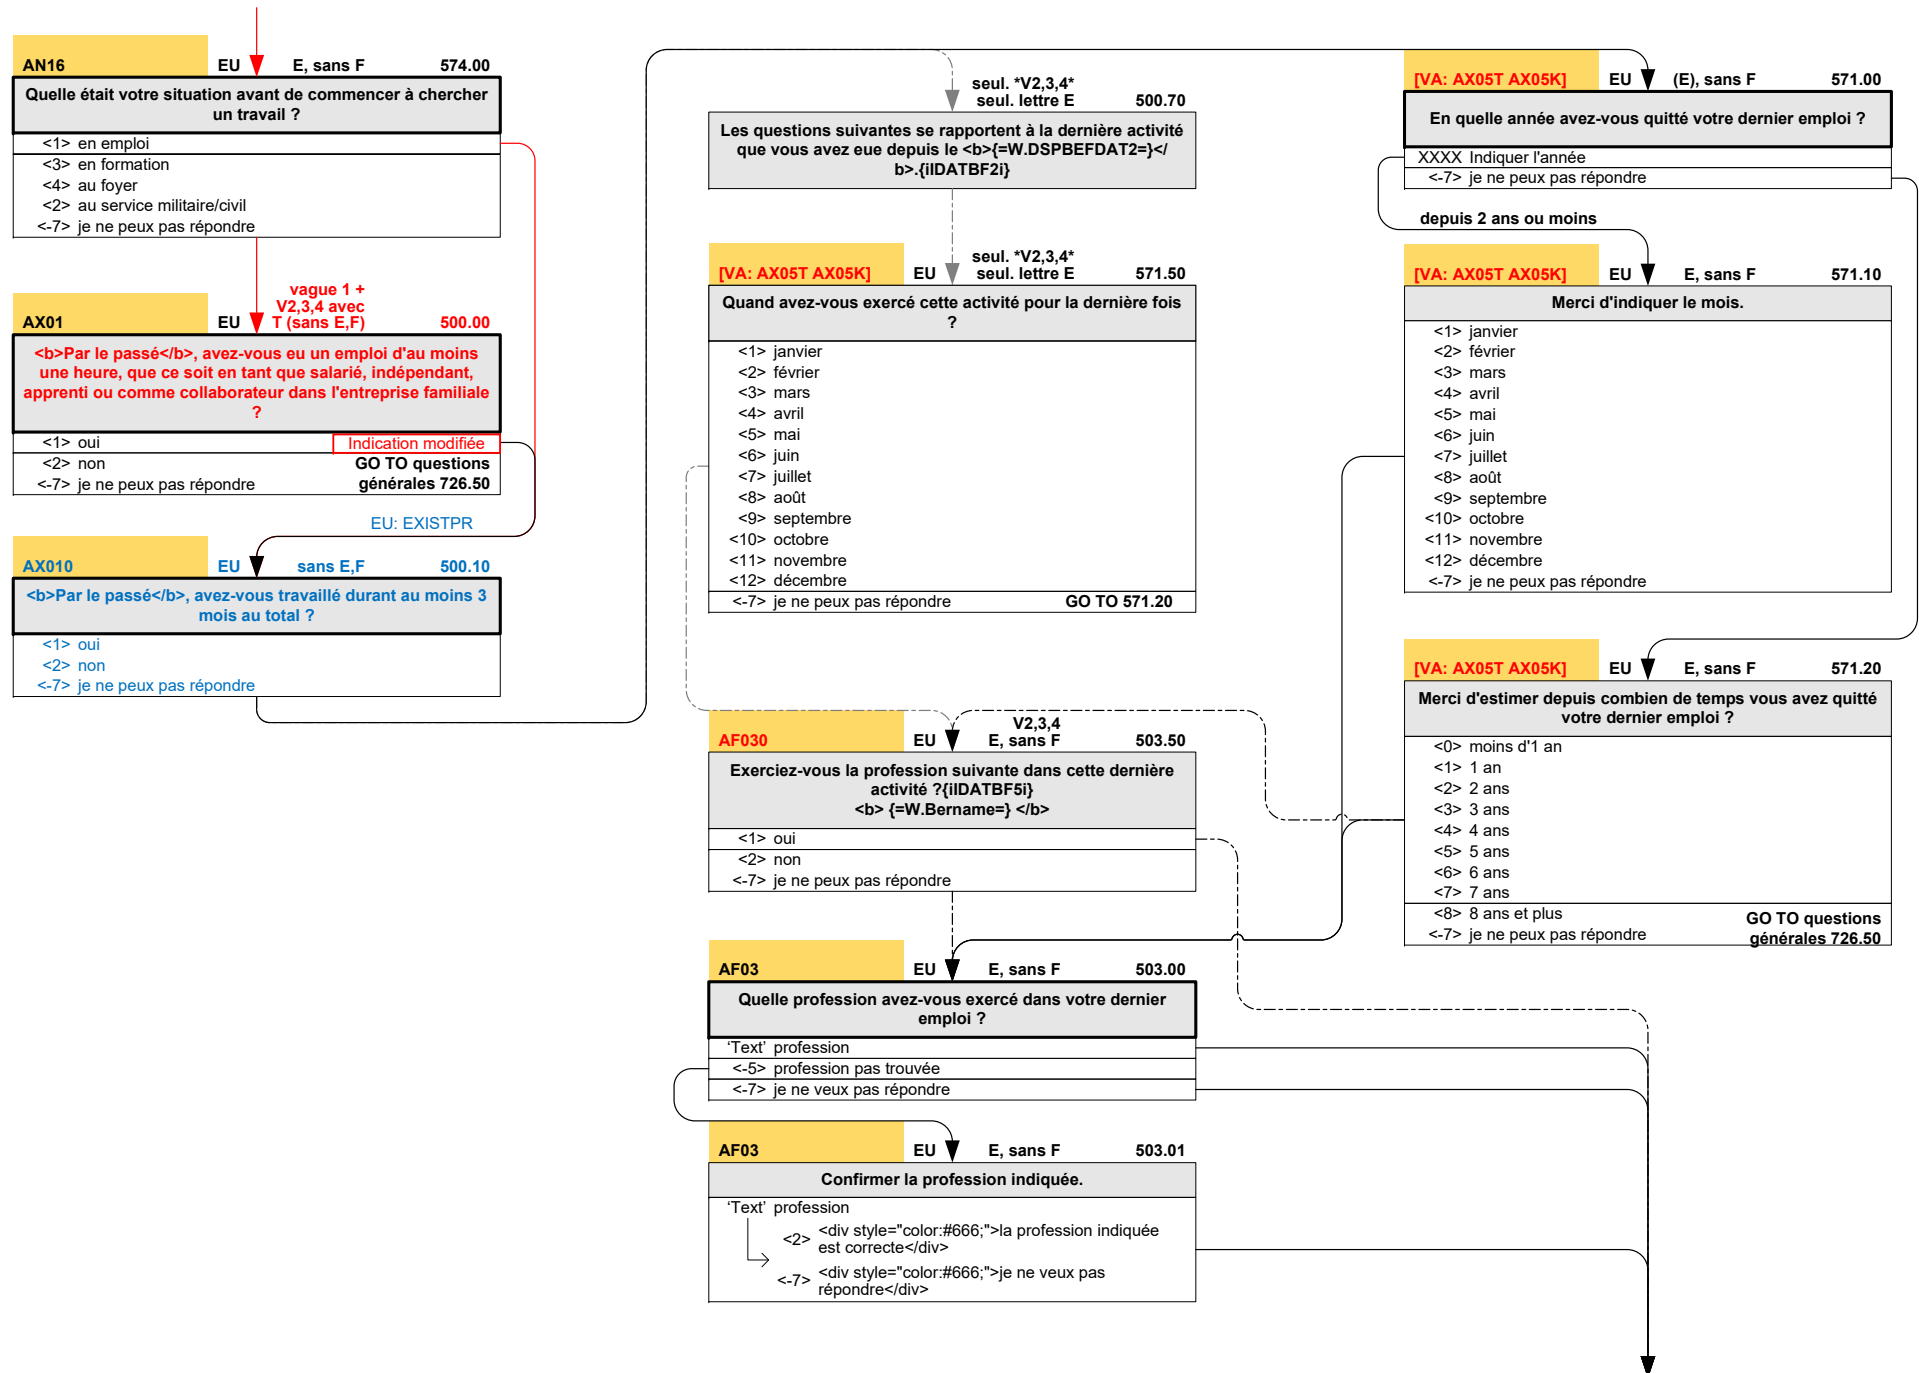 AN16 EU E, sans F 574.00
Quelle était votre situation avant de commencer à chercher
un travail ?
<1> en emploi
<3> en formation
<4> au foyer
<2> au service militaire/civil
<-7> je ne peux pas répondre
vague 1 +
V2,3,4 avec
AX01 EU T (sans E,F) 500.00
<b>Par le passé</b>, avez-vous eu un emploi d'au moins
une heure, que ce soit en tant que salarié, indépendant,
apprenti ou comme collaborateur dans l'entreprise familiale
?
<1> oui Indication modifiée
<2> non GO TO questions
<-7> je ne peux pas répondre générales 726.50
EU: EXISTPR
AX010 EU sans E,F 500.10
<b>Par le passé</b>, avez-vous travaillé durant au moins 3
mois au total ?
<1> oui
<2> non
<-7> je ne peux pas répondre
seul. *V2,3,4*
seul. lettre E 500.70
Les questions suivantes se rapportent à la dernière activité
que vous avez eue depuis le <b>{=W.DSPBEFDAT2=}</
b>.{iIDATBF2i}
seul. *V2,3,4*
[VA: AX05T AX05K] EU seul. lettre E 571.50
Quand avez-vous exercé cette activité pour la dernière fois
?
<1> janvier
<2> février
<3> mars
<4> avril
<5> mai
<6> juin
<7> juillet
<8> août
<9> septembre
<10> octobre
<11> novembre
<12> décembre
<-7> je ne peux pas répondre GO TO 571.20
V2,3,4
AF030 EU E, sans F 503.50
Exerciez-vous la profession suivante dans cette dernière
activité ?{iIDATBF5i}
<b> {=W.Bername=} </b>
<1> oui
<2> non
<-7> je ne peux pas répondre
AF03 EU E, sans F 503.00
Quelle profession avez-vous exercé dans votre dernier
emploi ?
‘Text’ profession
<-5> profession pas trouvée
<-7> je ne veux pas répondre
AF03 EU E, sans F 503.01
Confirmer la profession indiquée.
‘Text’ profession
<2> <div style="color:#666;">la profession indiquée
est correcte</div>
<-7> <div style="color:#666;">je ne veux pas
répondre</div>
[VA: AX05T AX05K] EU (E), sans F 571.00
En quelle année avez-vous quitté votre dernier emploi ?
XXXX Indiquer l'année
<-7> je ne peux pas répondre
depuis 2 ans ou moins
[VA: AX05T AX05K] EU E, sans F 571.10
Merci d'indiquer le mois.
<1> janvier
<2> février
<3> mars
<4> avril
<5> mai
<6> juin
<7> juillet
<8> août
<9> septembre
<10> octobre
<11> novembre
<12> décembre
<-7> je ne peux pas répondre
[VA: AX05T AX05K] EU E, sans F 571.20
Merci d'estimer depuis combien de temps vous avez quitté
votre dernier emploi ?
<0> moins d'1 an
<1> 1 an
<2> 2 ans
<3> 3 ans
<4> 4 ans
<5> 5 ans
<6> 6 ans
<7> 7 ans
<8> 8 ans et plus GO TO questions
<-7> je ne peux pas répondre générales 726.50